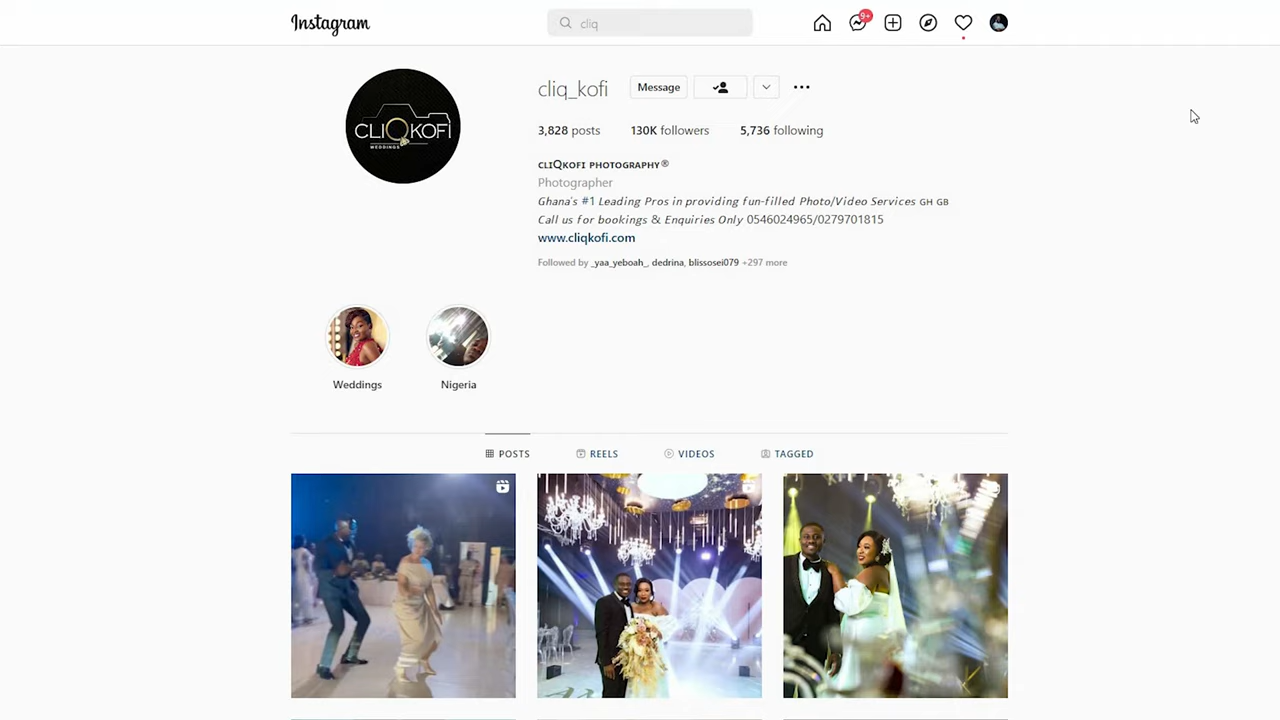 Instagram
cliq
9+
CLIQKOFI
WEDDINGS
cliq_kofi
Message
3,828 posts 130K followers 5,736 following
CLIQKOFI PHOTOGRAPHY®
Photographer
Ghana's #1 Leading Pros in providing fun-filled Photo/Video Services GH GB
Call us for bookings & Enquiries Only 0546024965/0279701815
www.cliqkofi.com
Followed by _yaa_yeboah_, dedrina, blissosei079 +297 more
Weddings Nigeria
POSTS REELS VIDEOS TAGGED